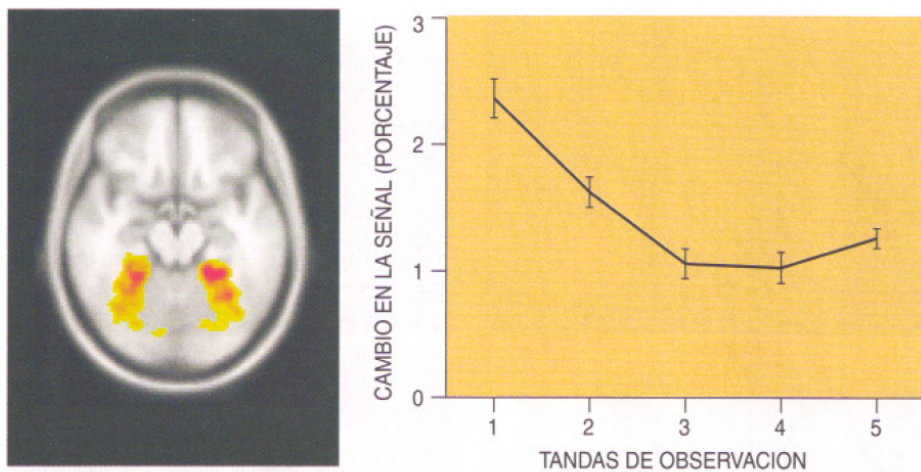 CAMBIO EN LA SEÑAL (PORCENTAJE)
3
2
1
0
1 2 3 4 5
TANDAS DE OBSERVACION